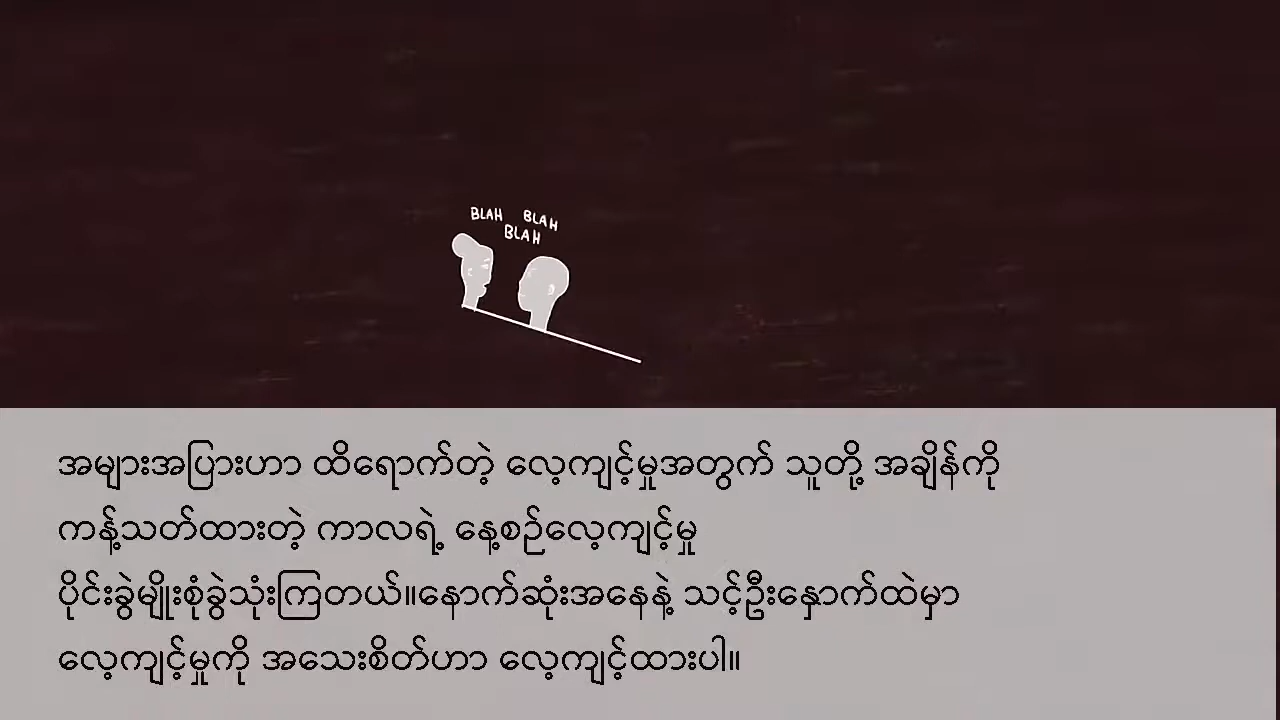 BLAH BLAH
BLAH
အများအပြားဟာ ထိရောက်တဲ့ လေ့ကျင့်မှုအတွက် သူတို့ အချိန်ကို
ကန့်သတ်ထားတဲ့ ကာလရဲ့ နေ့စဉ်လေ့ကျင့်မှု
ပိုင်းခွဲမျိုးစုံခွဲသုံးကြတယ်။နောက်ဆုံးအနေနဲ့ သင့်ဦးနှောက်ထဲမှာ
လေ့ကျင့်မှုကို အသေးစိတ်ဟာ လေ့ကျင့်ထားပါ။